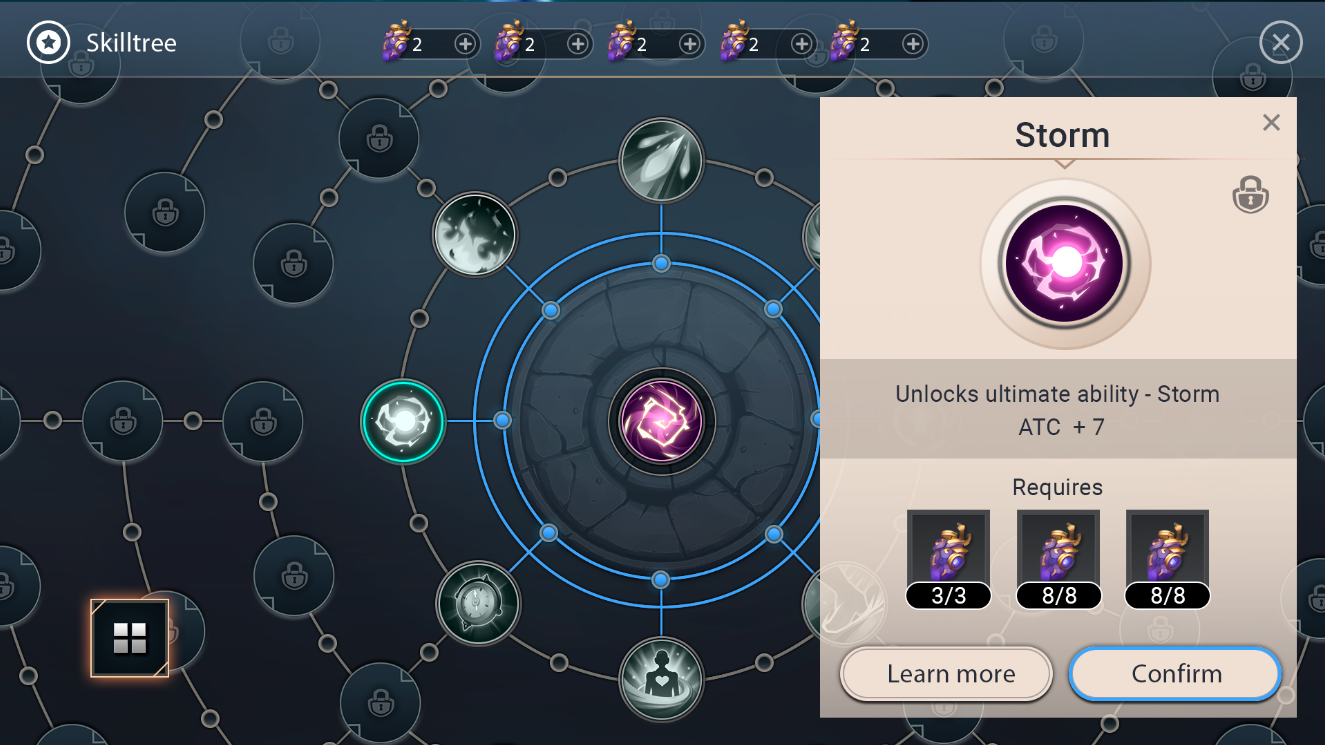 Skilltree
2
2
2
2
2
Storm
Unlocks ultimate ability - Storm
ATC + 7
Requires
3/3
8/8
8/8
Learn more
Confirm